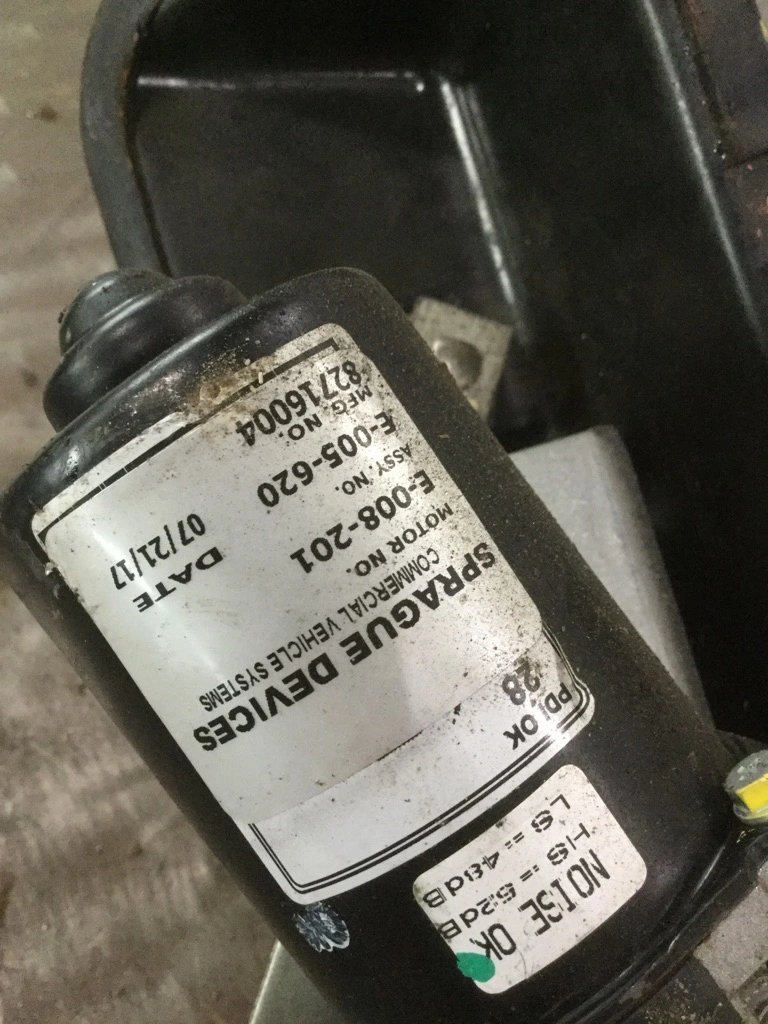 PDI OK
28
SPRAGUE DEVICES
COMMERCIAL VEHICLE SYSTEMS
MOTOR NO.
E-008-201
ASSY. NO.
E-005-620
MFG. NO.
82716004
DATE
07/21/17
NOISE OK
HS = 52dB
LS = 48dB